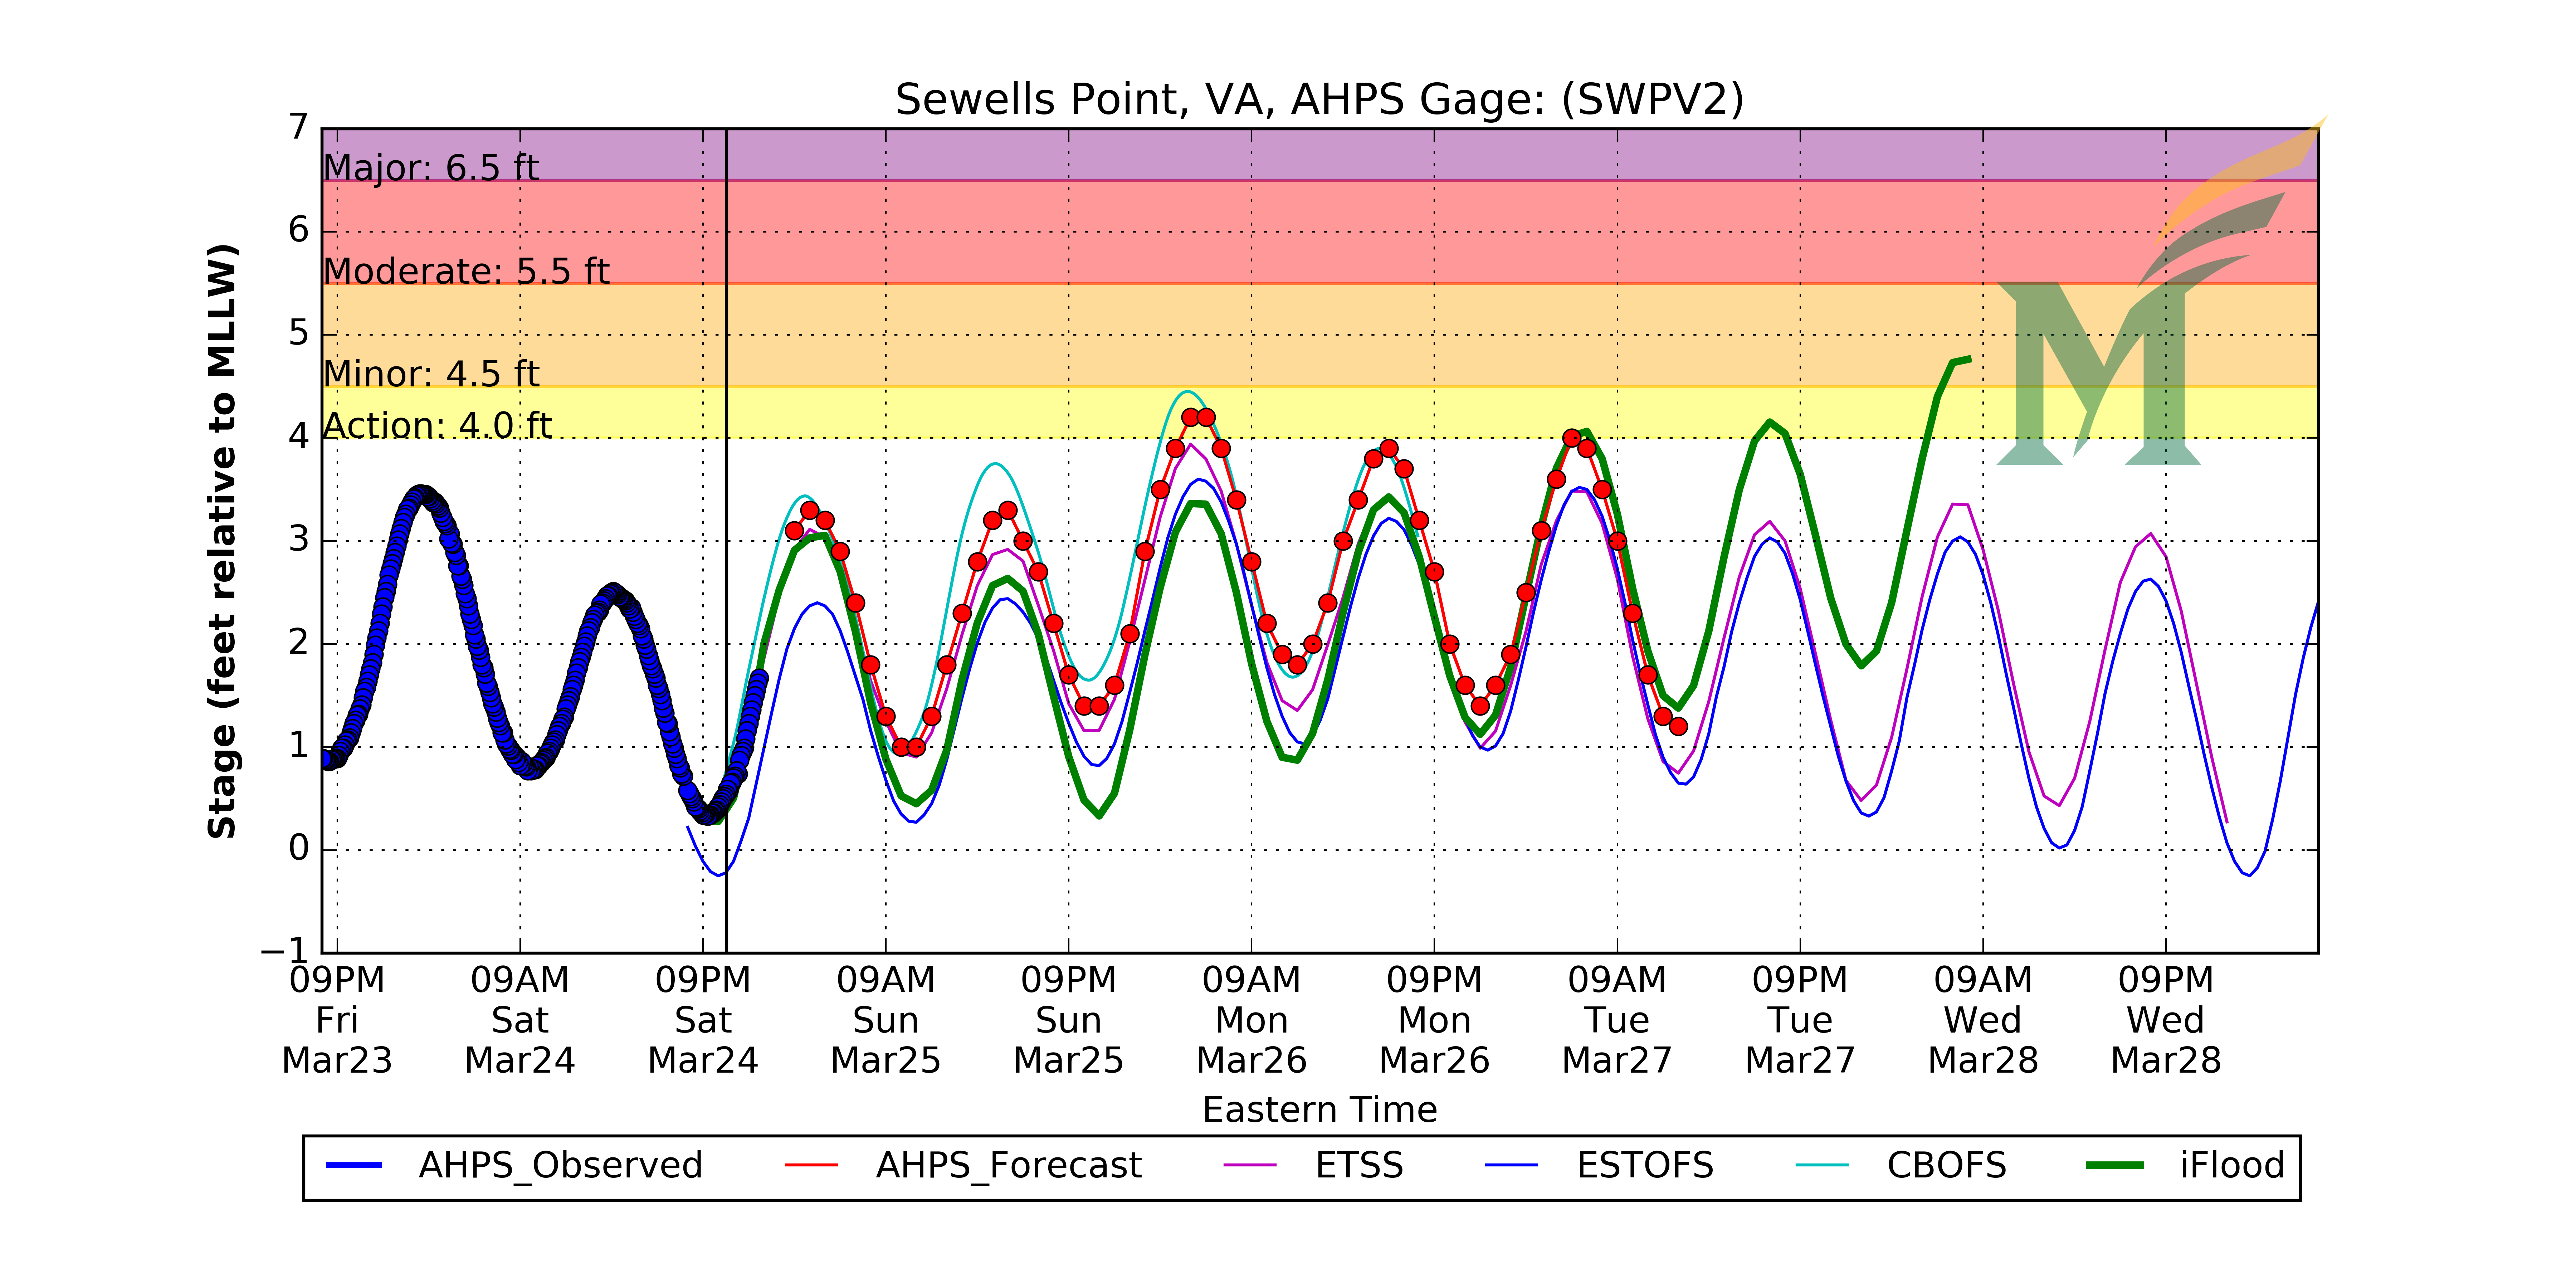 Sewells Point, VA, AHPS Gage: (SWPV2)
7
Major: 6.5 ft
6
Moderate: 5.5 ft
5
Minor: 4.5 ft
Action: 4.0 ft
4
3
2
1
0
−1
Stage (feet relative to MLLW)
09PM 09AM 09PM 09AM 09PM 09AM 09PM 09AM 09PM 09AM 09PM
Fri Sat Sat Sun Sun Mon Mon Tue Tue Wed Wed
Mar23 Mar24 Mar24 Mar25 Mar25 Mar26 Mar26 Mar27 Mar27 Mar28 Mar28
Eastern Time
AHPS_Observed AHPS_Forecast ETSS ESTOFS CBOFS iFlood
M